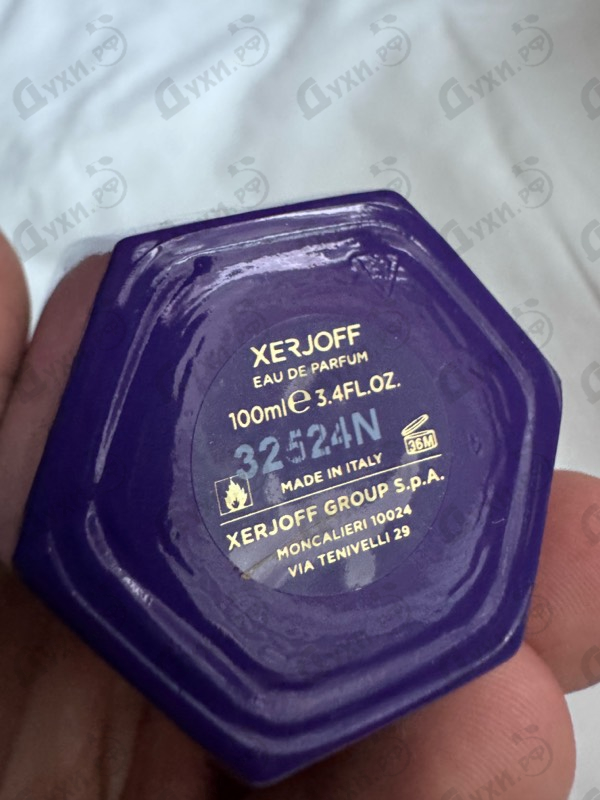 XERJOFF
EAU DE PARFUM
100ml e 3.4FL.OZ.
32524N
36M
MADE IN ITALY
XERJOFF GROUP S.p.A.
MONCALIERI 10024
VIA TENIVELLI 29
Духи.рф